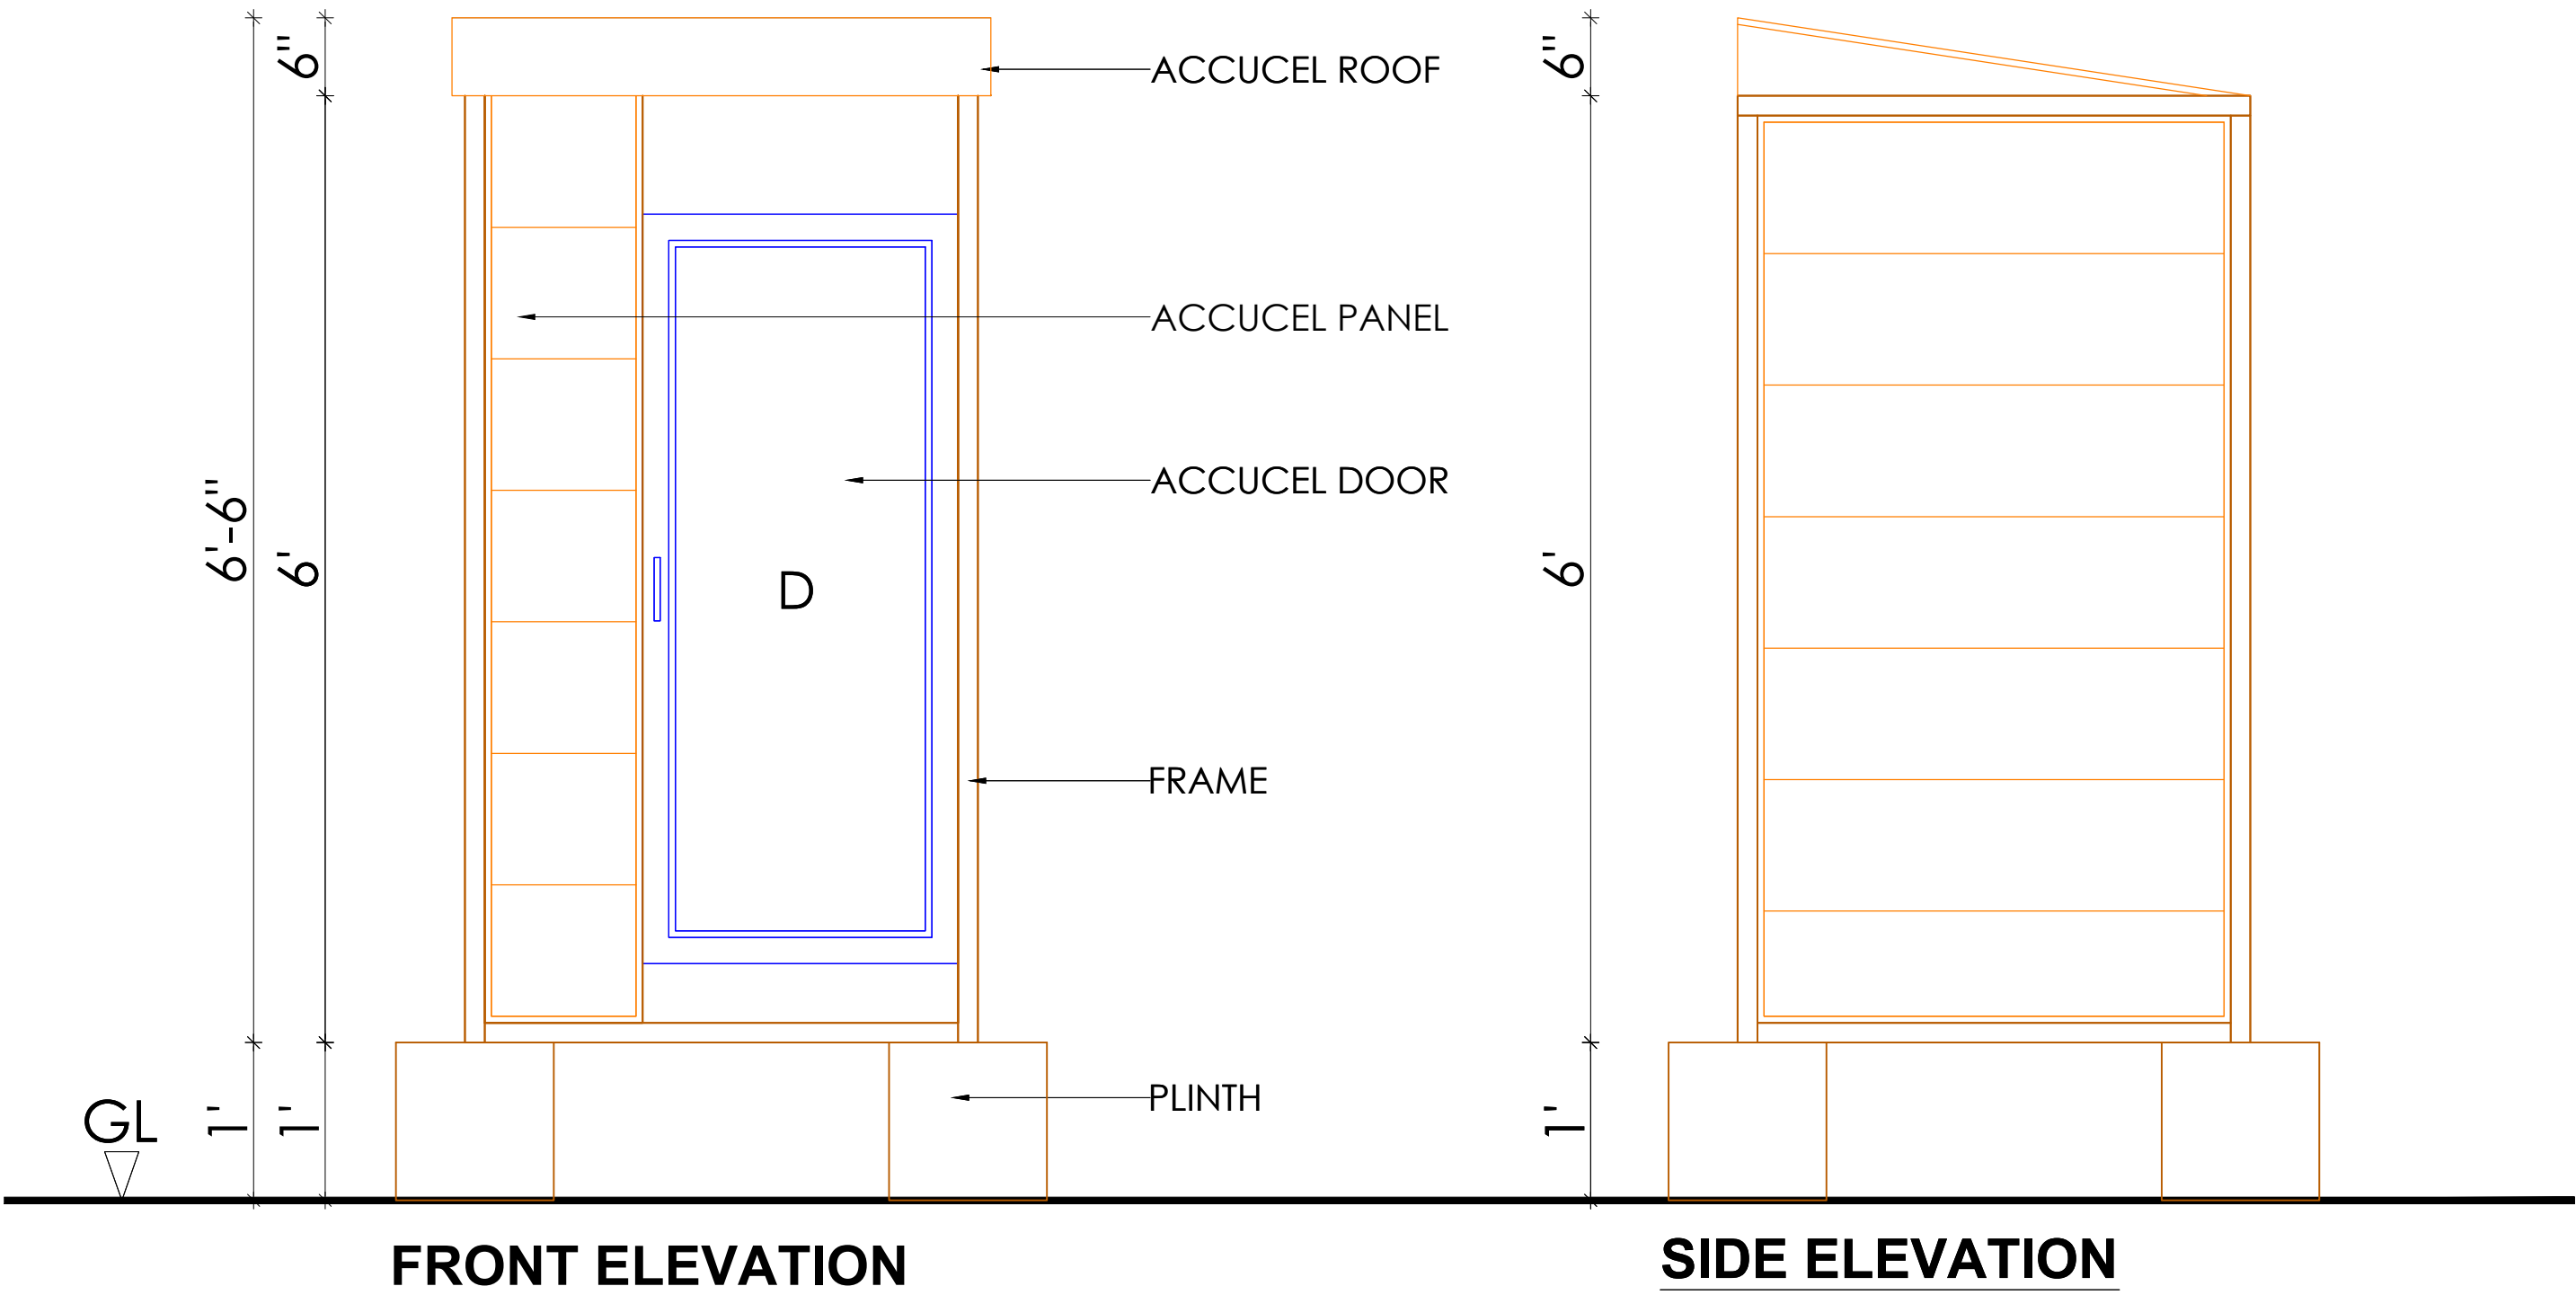 6"
ACCUCEL ROOF
6"
ACCUCEL PANEL
ACCUCEL DOOR
6'-6"
6'
6'
D
FRAME
PLINTH
GL
1'
1'
1'
FRONT ELEVATION
SIDE ELEVATION